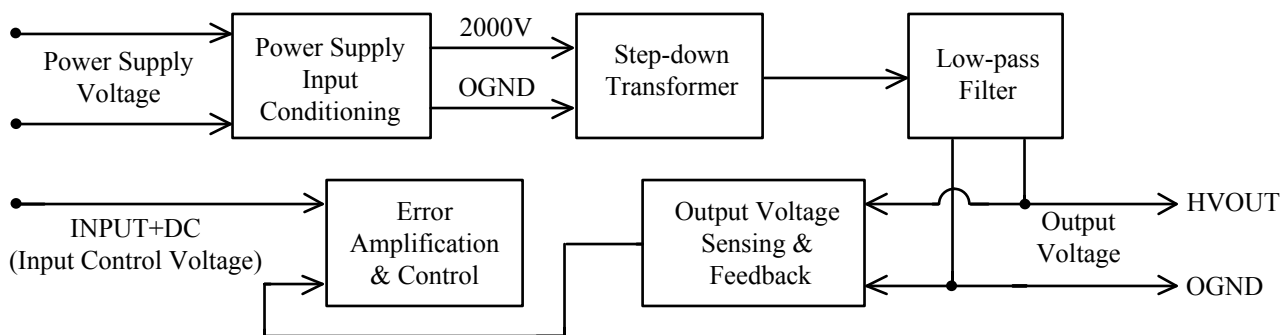 Power Supply
Voltage
Power Supply
Input
Conditioning
2000V
OGND
Step-down
Transformer
Low-pass
Filter
INPUT+DC
(Input Control Voltage)
Error
Amplification
& Control
Output Voltage
Sensing &
Feedback
Output
Voltage
HVOUT
OGND